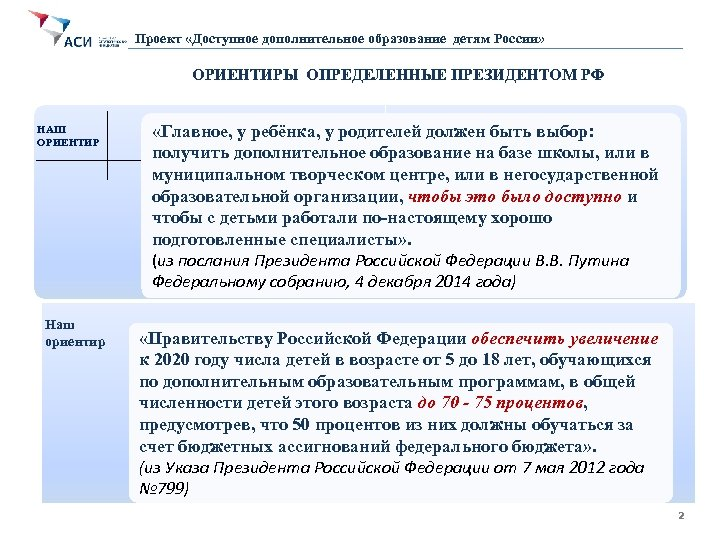 АСИ
Проект «Доступное дополнительное образование детям России»
ОРИЕНТИРЫ ОПРЕДЕЛЕННЫЕ ПРЕЗИДЕНТОМ РФ
НАШ
ОРИЕНТИР
«Главное, у ребёнка, у родителей должен быть выбор:
получить дополнительное образование на базе школы, или в
муниципальном творческом центре, или в негосударственной
образовательной организации, чтобы это было доступно и
чтобы с детьми работали по-настоящему хорошо
подготовленные специалисты».
(из послания Президента Российской Федерации В.В. Путина
Федеральному собранию, 4 декабря 2014 года)
Наш
ориентир
«Правительству Российской Федерации обеспечить увеличение
к 2020 году числа детей в возрасте от 5 до 18 лет, обучающихся
по дополнительным образовательным программам, в общей
численности детей этого возраста до 70 - 75 процентов,
предусмотрев, что 50 процентов из них должны обучаться за
счет бюджетных ассигнований федерального бюджета».
(из Указа Президента Российской Федерации от 7 мая 2012 года
№799)
2